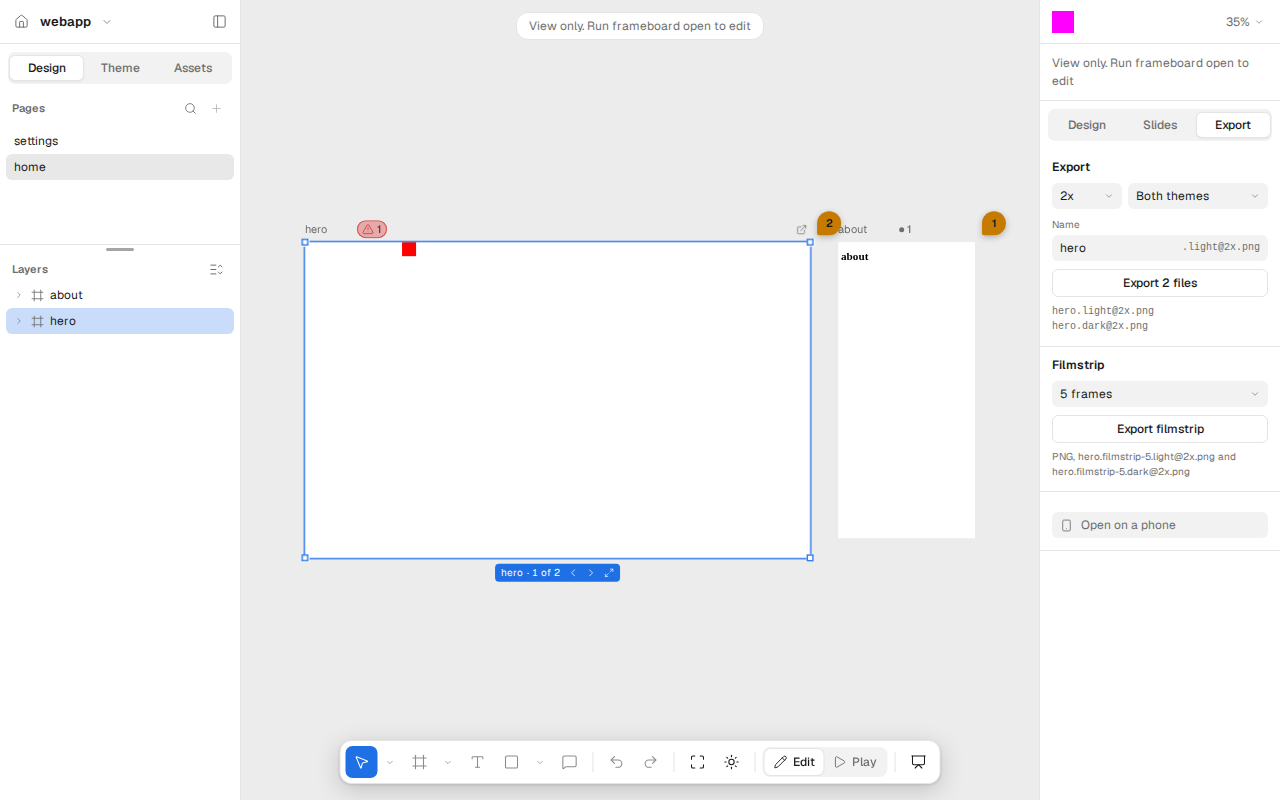 webapp
View only. Run frameboard open to edit
35%
Design
Theme
Assets
View only. Run frameboard open to
edit
Pages
Design
Slides
Export
settings
home
Export
2x
Both themes
Name
hero
.light@2x.png
Export 2 files
hero.light@2x.png
hero.dark@2x.png
hero
1
2
about
1
1
about
Layers
about
hero
Filmstrip
5 frames
Export filmstrip
PNG, hero.filmstrip-5.light@2x.png and
hero.filmstrip-5.dark@2x.png
Open on a phone
hero - 1 of 2
Edit
Play